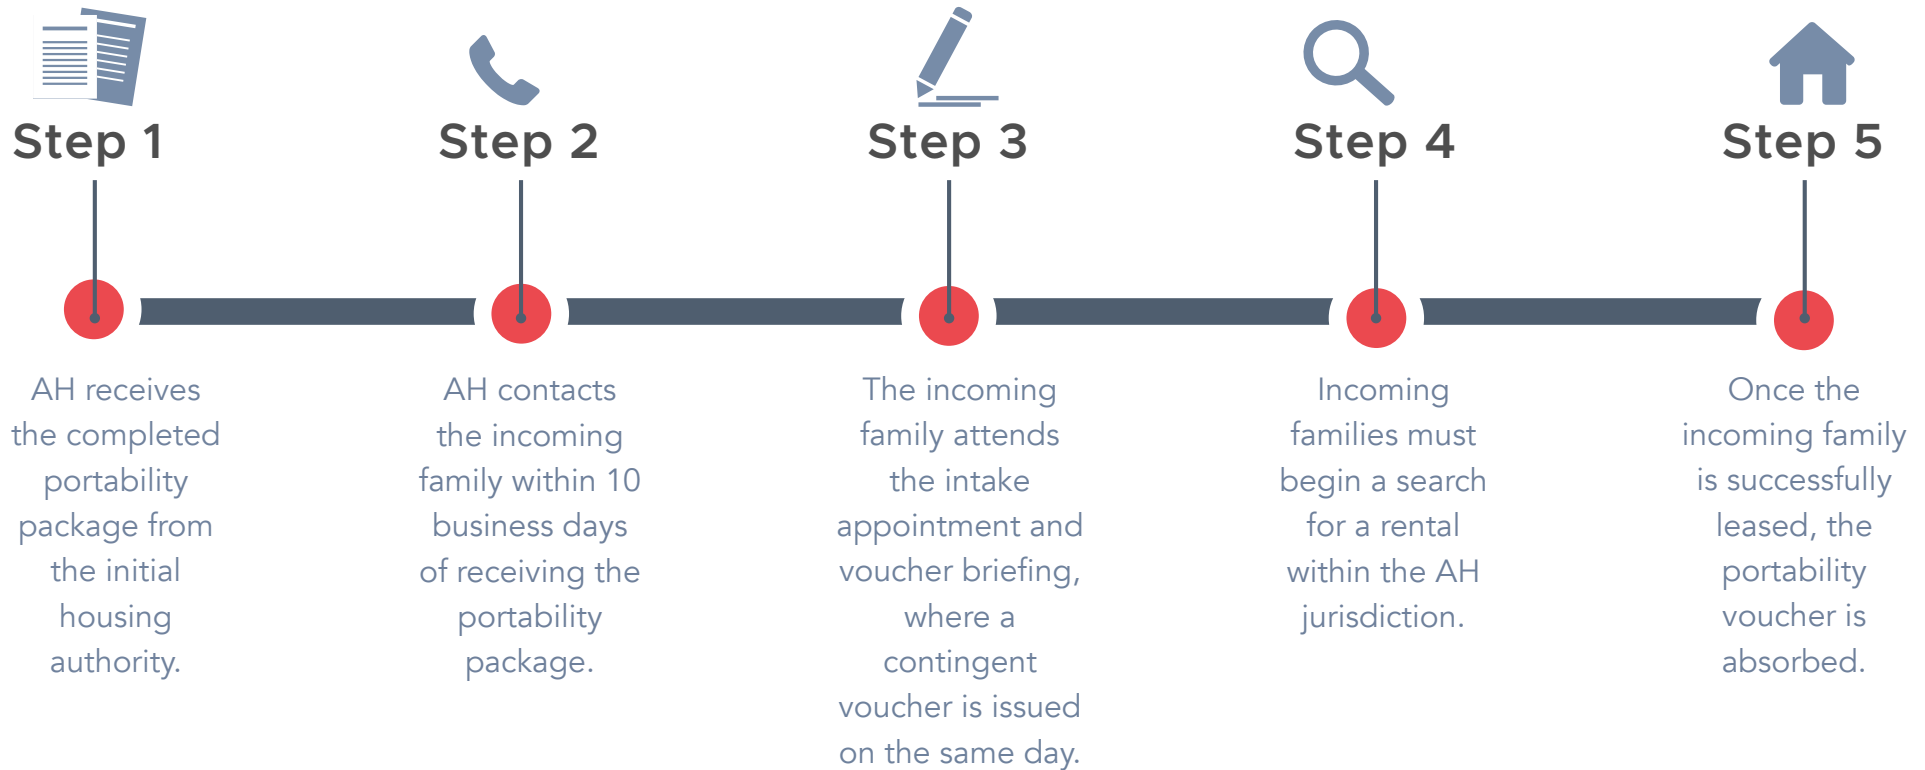 Step 1
AH receives
the completed
portability
package from
the initial
housing
authority.
Step 2
AH contacts
the incoming
family within 10
business days
of receiving the
portability
package.
Step 3
The incoming
family attends
the intake
appointment and
voucher briefing,
where a
contingent
voucher is issued
on the same day.
Step 4
Incoming
families must
begin a search
for a rental
within the AH
jurisdiction.
Step 5
Once the
incoming family
is successfully
leased, the
portability
voucher is
absorbed.